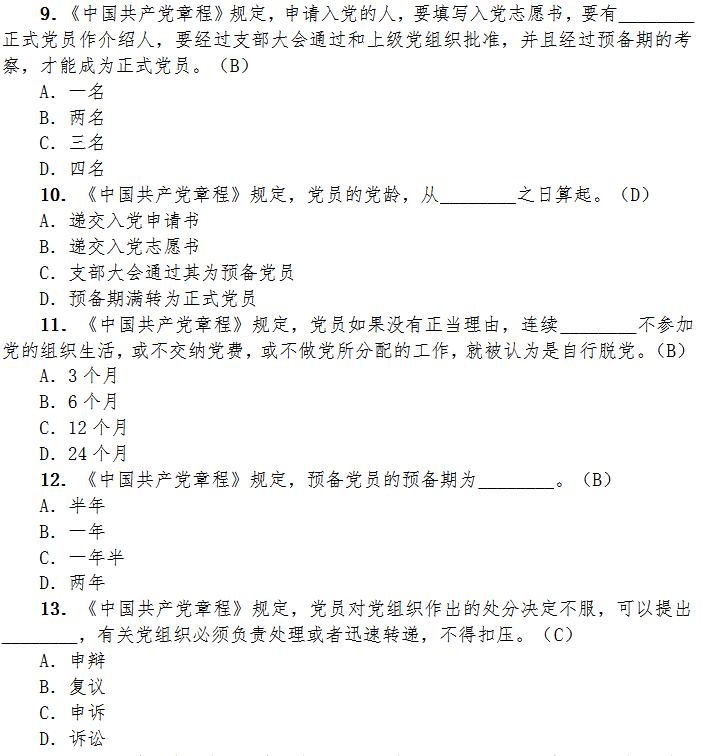 9．《中国共产党章程》规定，申请入党的人，要填写入党志愿书，要有________
正式党员作介绍人，要经过支部大会通过和上级党组织批准，并且经过预备期的考
察，才能成为正式党员。（B）
A．一名
B．两名
C．三名
D．四名
10．《中国共产党章程》规定，党员的党龄，从________之日算起。（D）
A．递交入党申请书
B．递交入党志愿书
C．支部大会通过其为预备党员
D．预备期满转为正式党员
11．《中国共产党章程》规定，党员如果没有正当理由，连续________不参加
党的组织生活，或不交纳党费，或不做党所分配的工作，就被认为是自行脱党。（B）
A．3 个月
B．6 个月
C．12 个月
D．24 个月
12．《中国共产党章程》规定，预备党员的预备期为________。（B）
A．半年
B．一年
C．一年半
D．两年
13．《中国共产党章程》规定，党员对党组织作出的处分决定不服，可以提出
________，有关党组织必须负责处理或者迅速转递，不得扣压。（C）
A．申辩
B．复议
C．申诉
D．诉讼